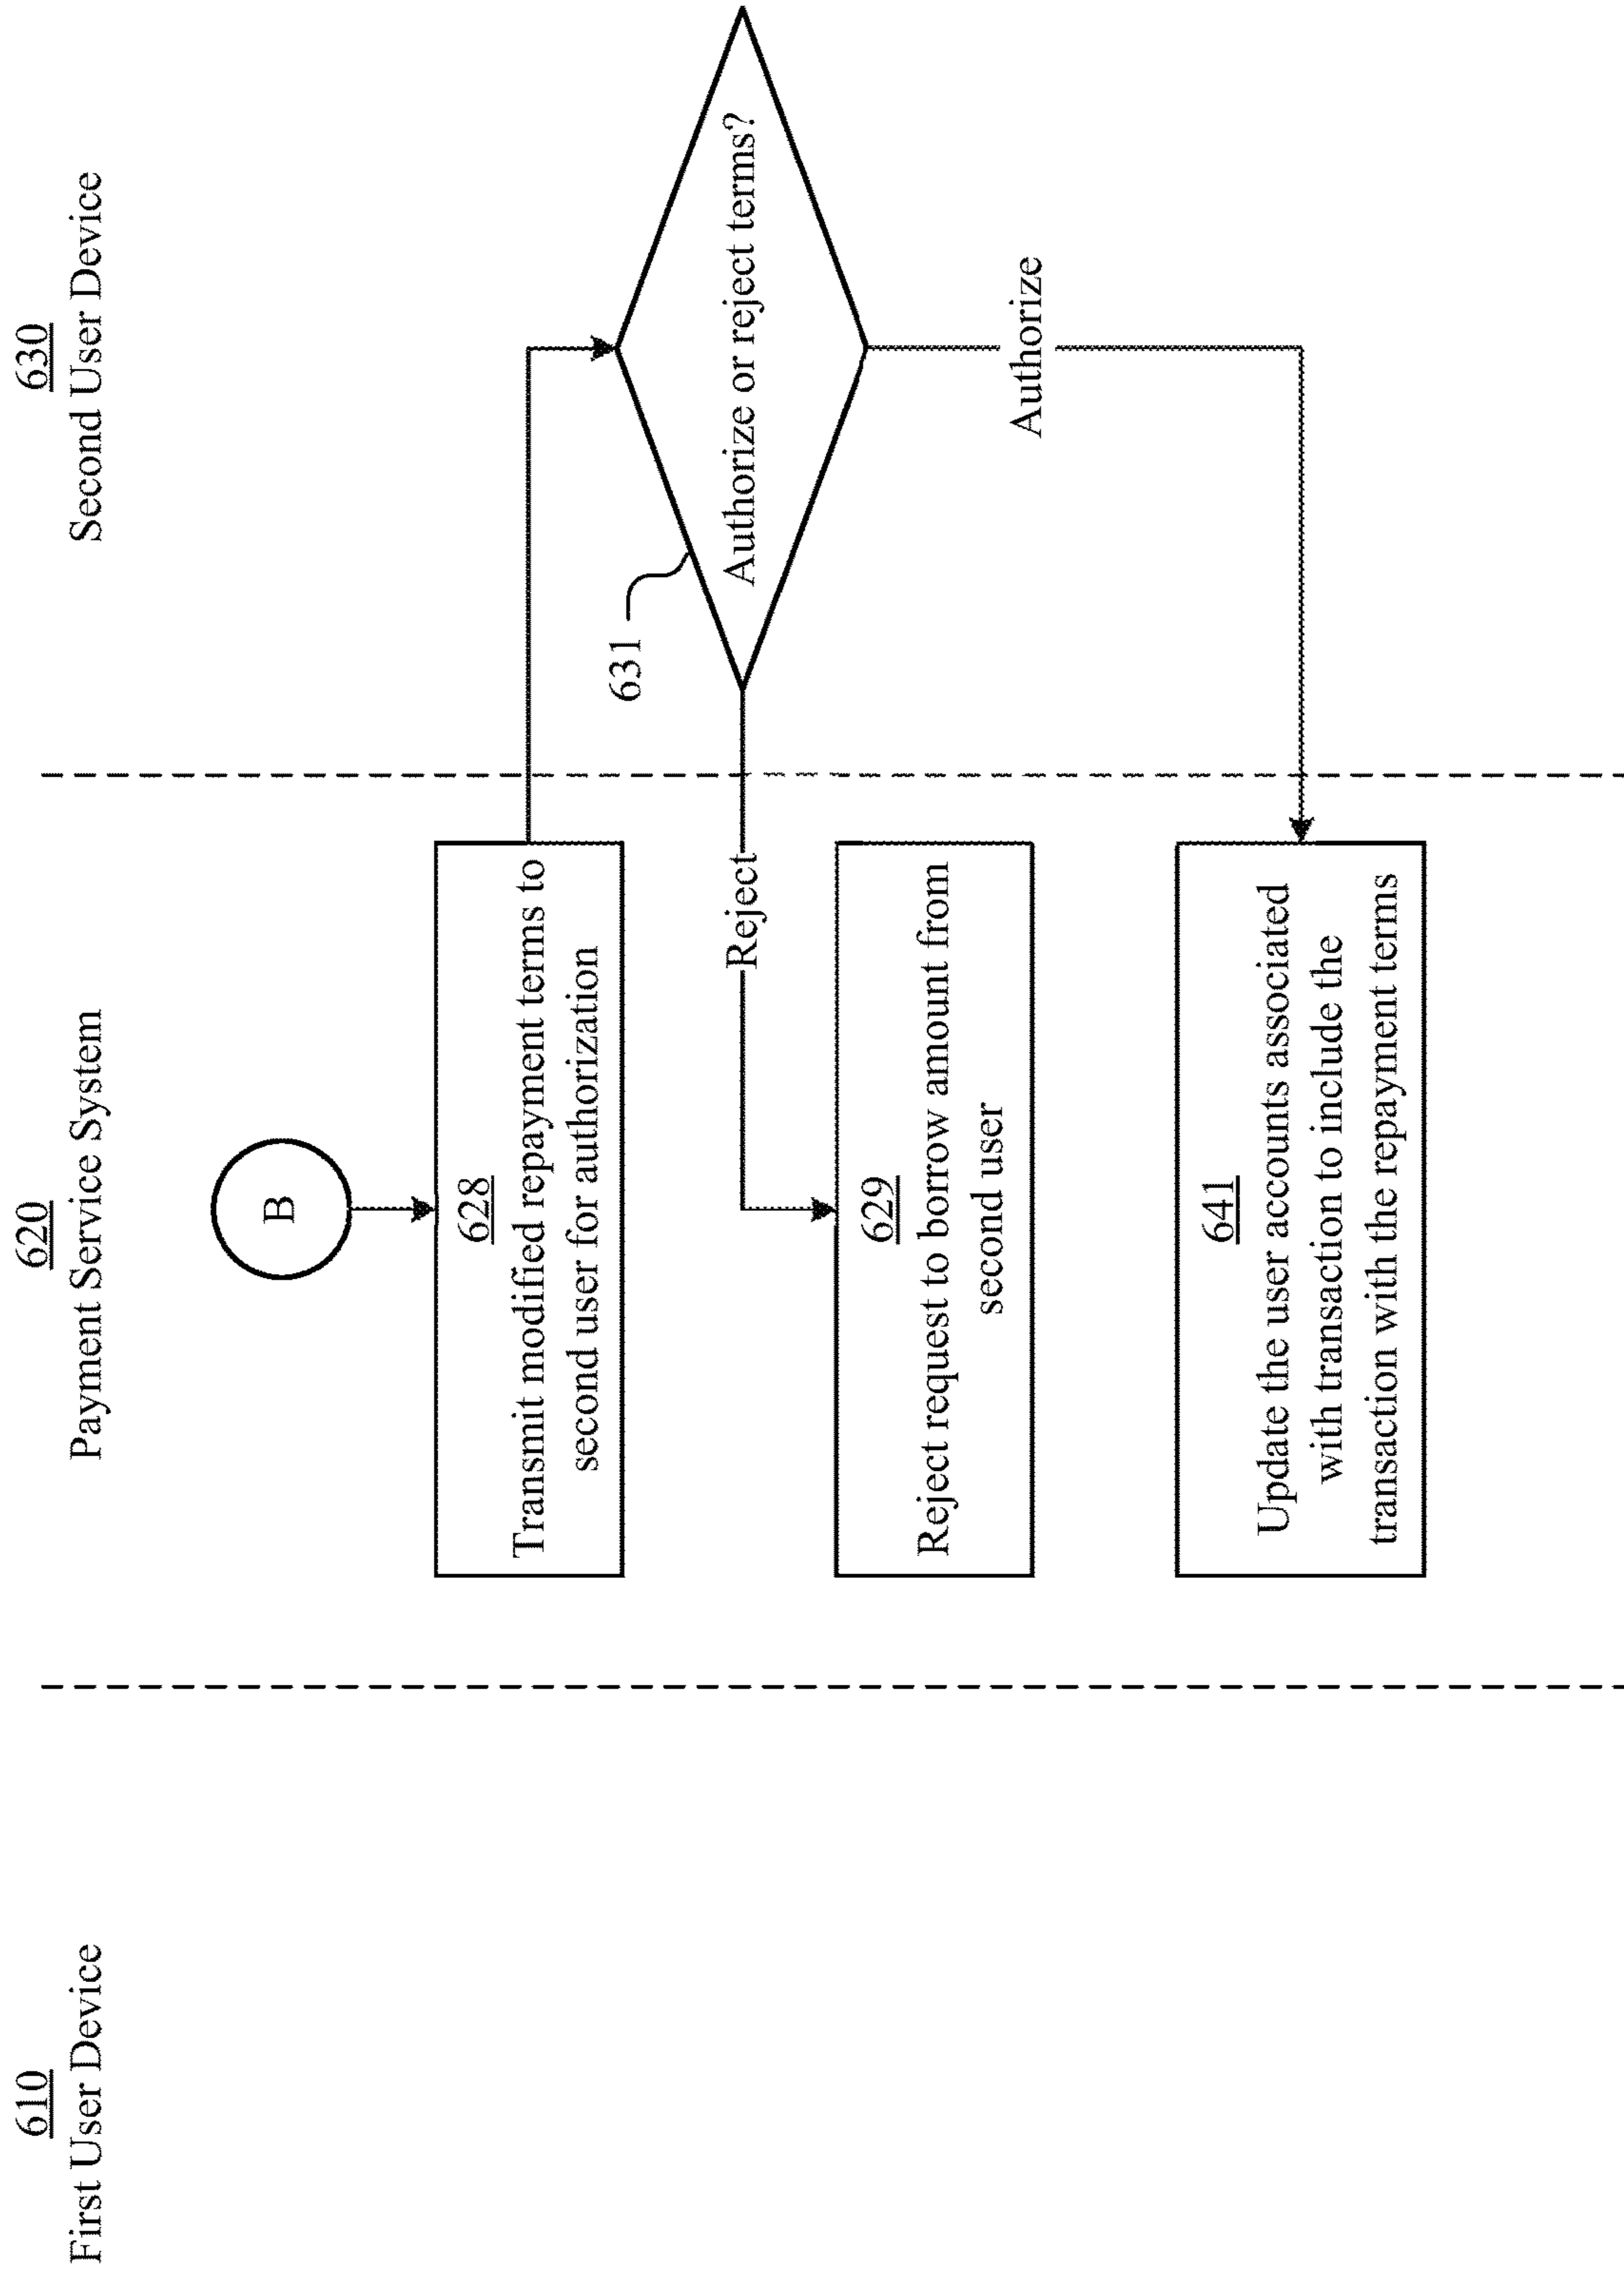 610
First User Device
620
Payment Service System
630
Second User Device
B
628
Transmit modified repayment terms to
second user for authorization
631
Authorize or reject terms?
Reject
629
Reject request to borrow amount from
second user
Authorize
641
Update the user accounts associated
with transaction to include the
transaction with the repayment terms